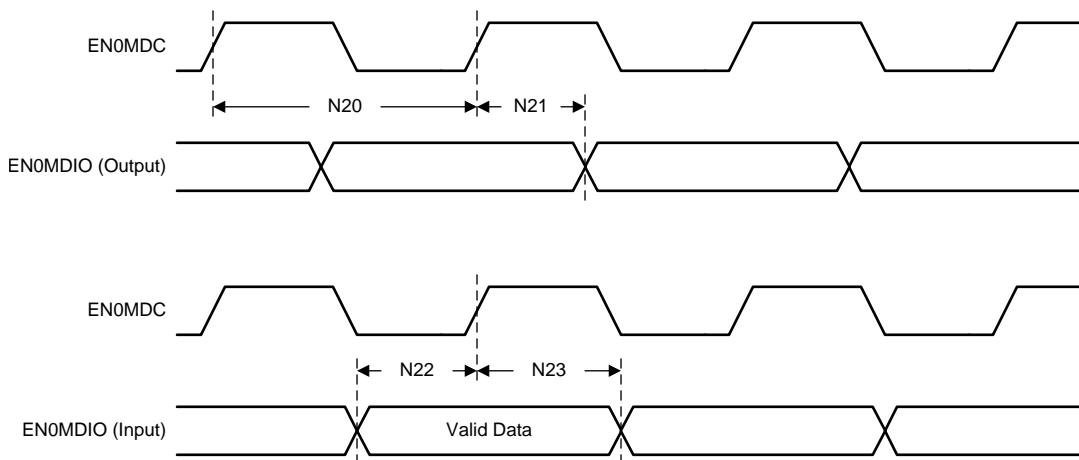 EN0MDC
N20
N21
EN0MDIO (Output)
EN0MDC
N22
N23
EN0MDIO (Input)
Valid Data